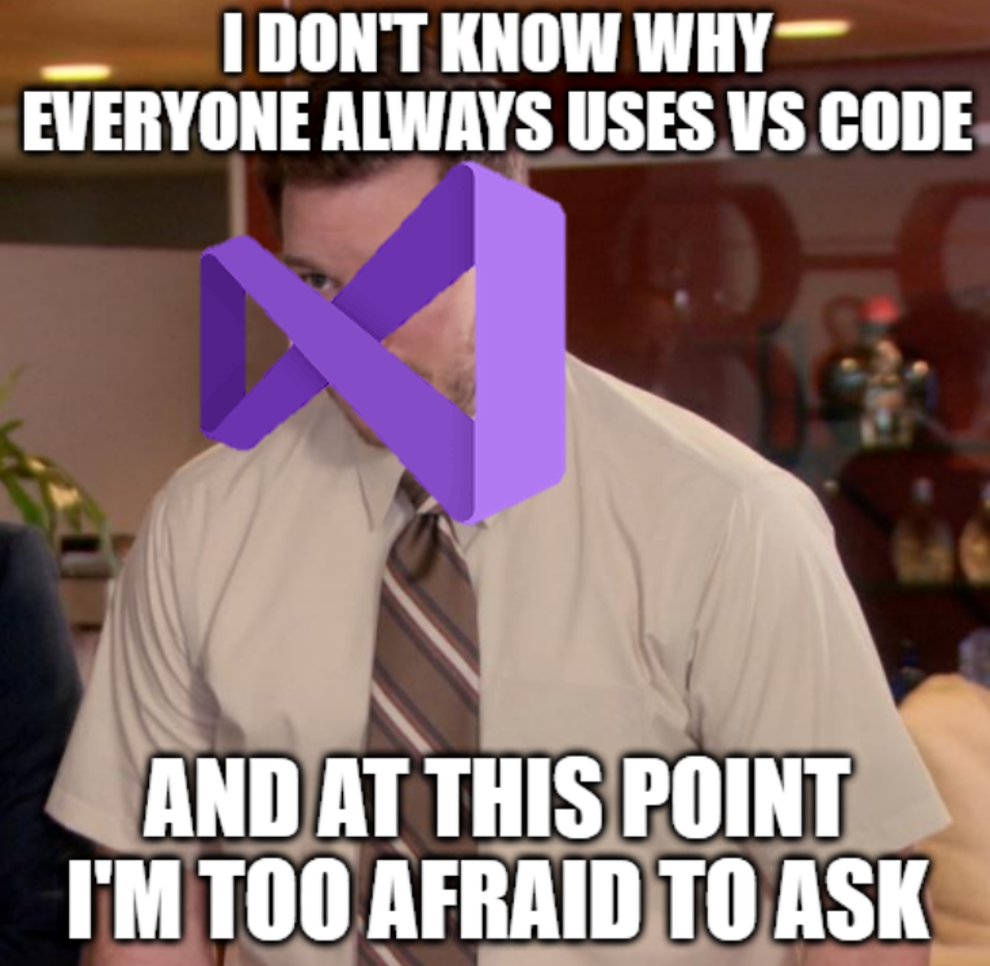 I DON'T KNOW WHY
EVERYONE ALWAYS USES VS CODE
AND AT THIS POINT
I'M TOO AFRAID TO ASK